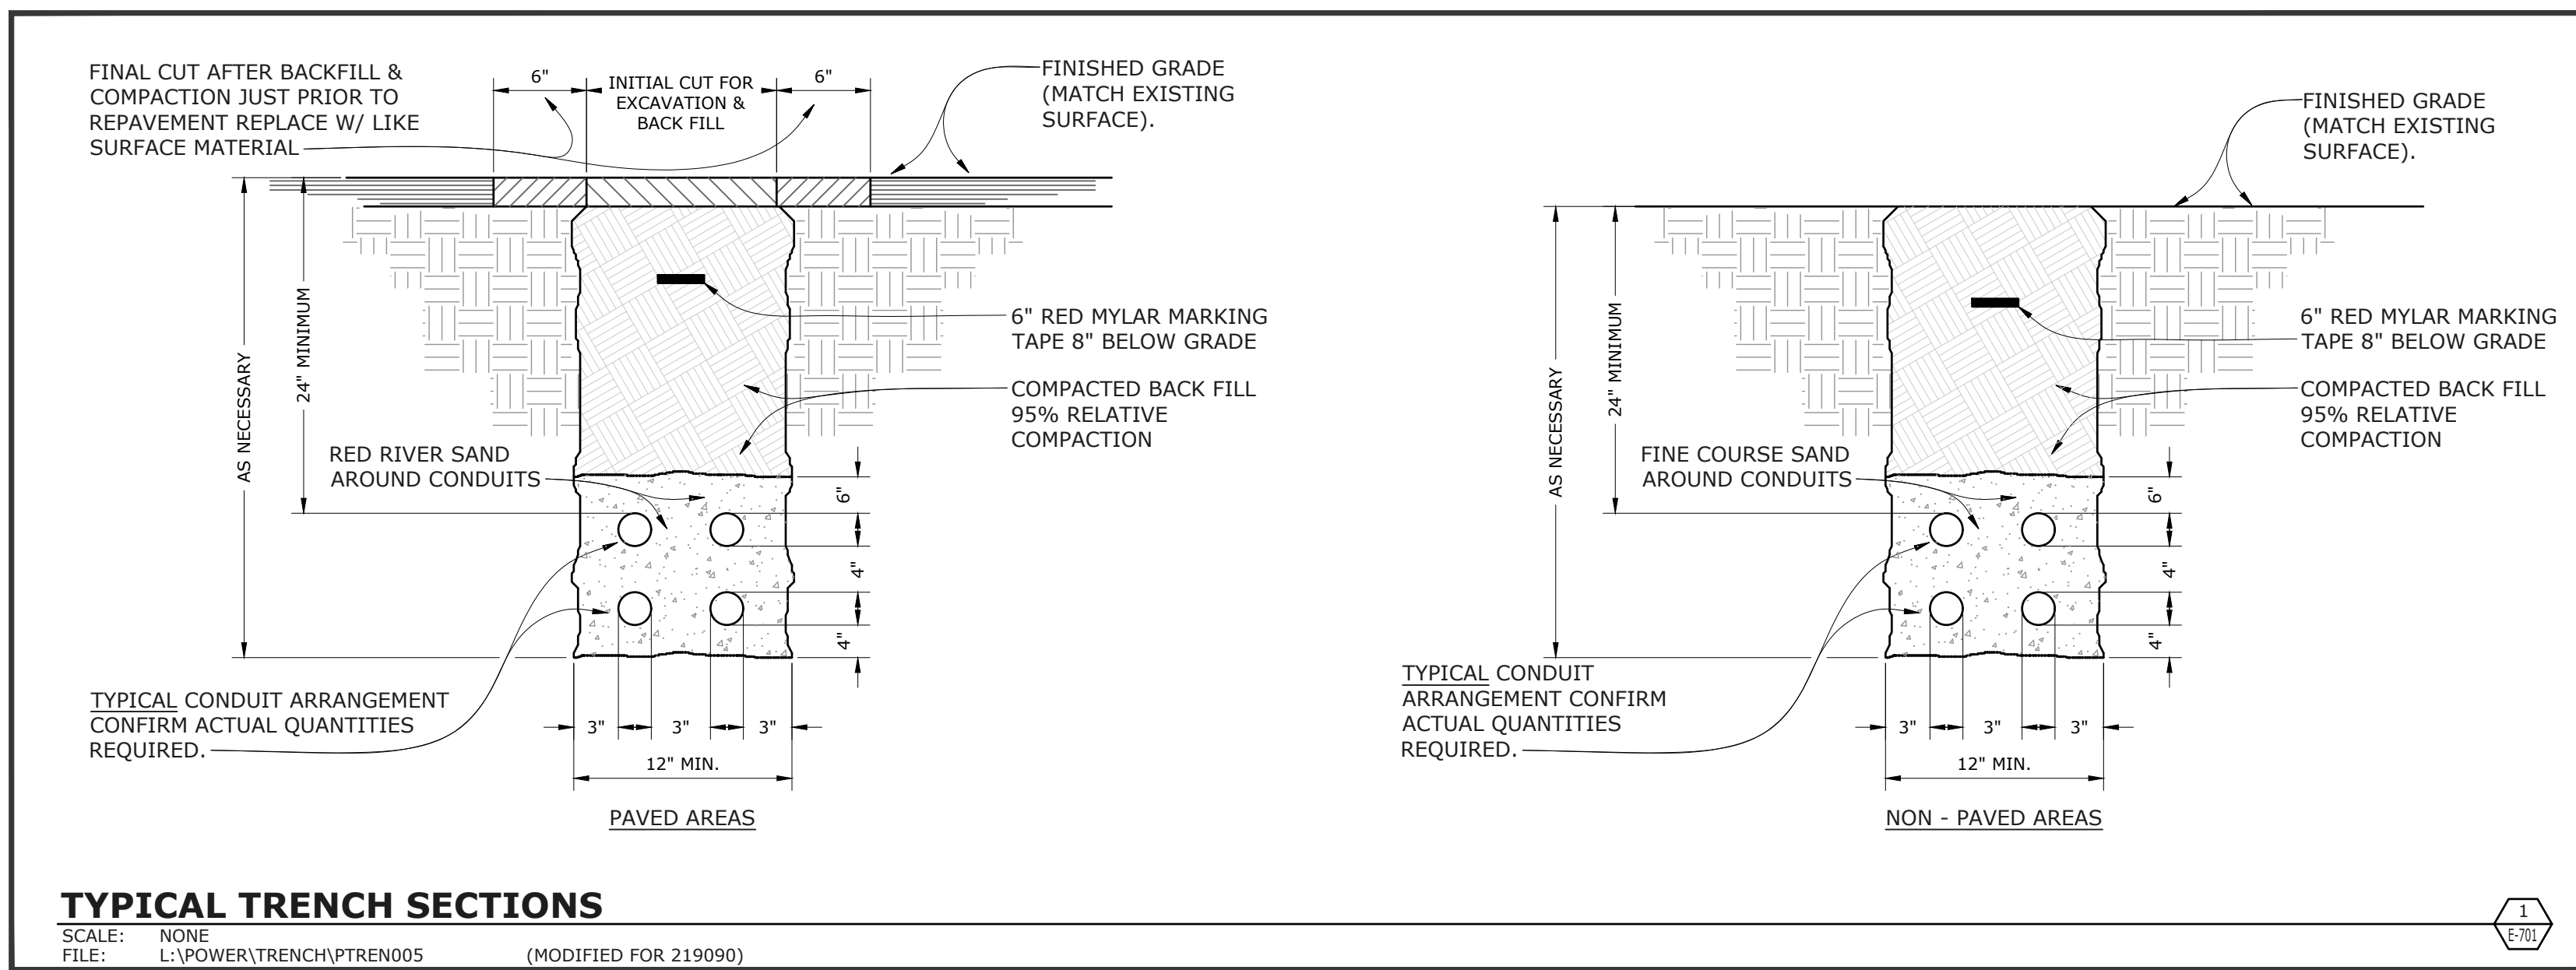 FINAL CUT AFTER BACKFILL &
COMPACTION JUST PRIOR TO
REPAVEMENT REPLACE W/ LIKE
SURFACE MATERIAL
6"
INITIAL CUT FOR
EXCAVATION &
BACK FILL
6"
FINISHED GRADE
(MATCH EXISTING
SURFACE).
AS NECESSARY
24" MINIMUM
6" RED MYLAR MARKING
TAPE 8" BELOW GRADE
COMPACTED BACK FILL
95% RELATIVE
COMPACTION
RED RIVER SAND
AROUND CONDUITS
6"
4"
4"
TYPICAL CONDUIT ARRANGEMENT
CONFIRM ACTUAL QUANTITIES
REQUIRED.
3"
3"
3"
12" MIN.
PAVED AREAS
FINISHED GRADE
(MATCH EXISTING
SURFACE).
AS NECESSARY
24" MINIMUM
6" RED MYLAR MARKING
TAPE 8" BELOW GRADE
COMPACTED BACK FILL
95% RELATIVE
COMPACTION
FINE COURSE SAND
AROUND CONDUITS
6"
4"
4"
TYPICAL CONDUIT
ARRANGEMENT CONFIRM
ACTUAL QUANTITIES
REQUIRED.
3"
3"
3"
12" MIN.
NON - PAVED AREAS
TYPICAL TRENCH SECTIONS
SCALE: NONE
FILE: L:\POWER\TRENCH\PTREN005 (MODIFIED FOR 219090)
1
E-701